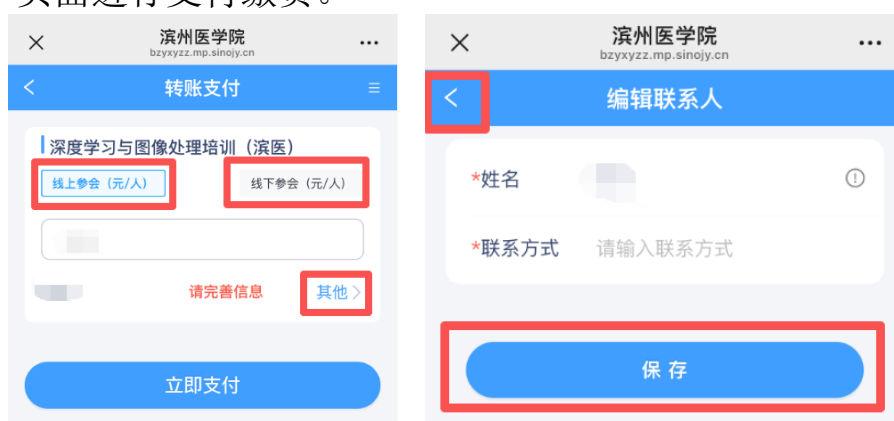 页面进行支付缴费。
滨州医学院
bzyxyzz.mp.sinojy.cn
转账支付
深度学习与图像处理培训（滨医）
线上参会（元/人） 线下参会（元/人）
请完善信息 其他
立即支付
滨州医学院
bzyxyzz.mp.sinojy.cn
编辑联系人
*姓名
*联系方式 请输入联系方式
保存